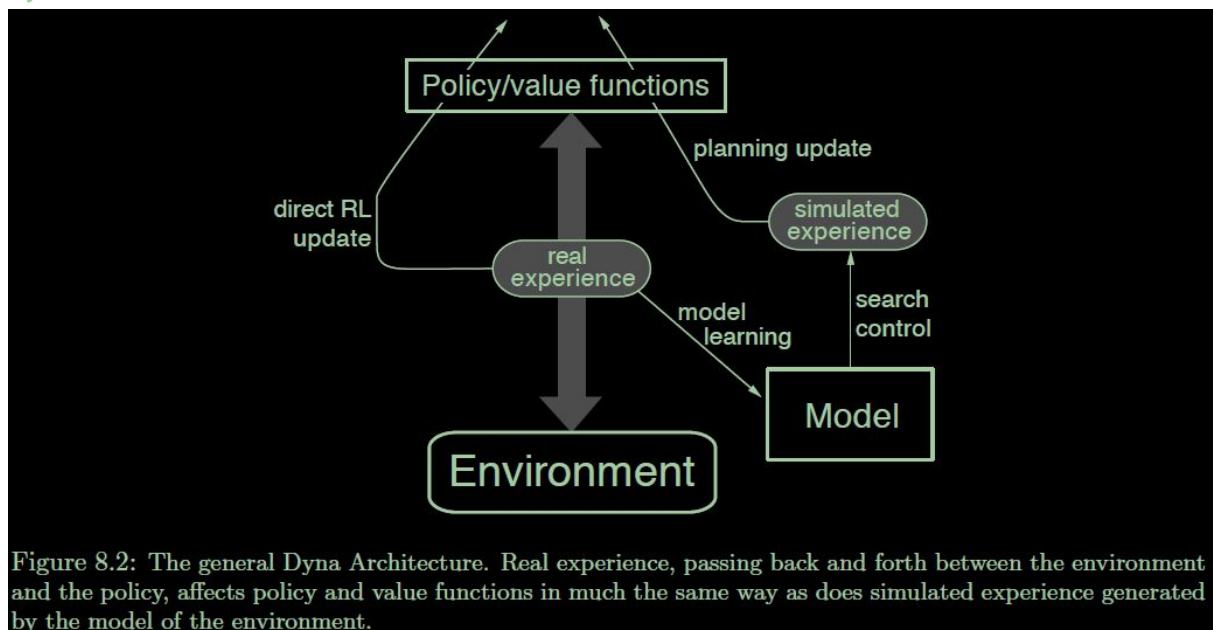 Policy/value functions
planning update
direct RL
update
simulated
experience
real
experience
model
learning
search
control
Model
Environment
Figure 8.2: The general Dyna Architecture. Real experience, passing back and forth between the environment
and the policy, affects policy and value functions in much the same way as does simulated experience generated
by the model of the environment.